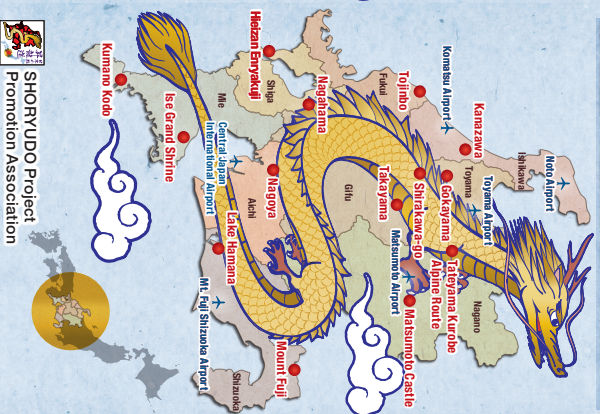 Noto Airport
Ishikawa
Kanazawa
Komatsu Airport
Tojinbo
Fukui
Toyama Airport
Toyama
Gokayama
Shirakawa-go
Takayama
Tateyama Kurobe
Alpine Route
Nagano
Matsumoto Castle
Matsumoto Airport
Gifu
Nagahama
Hieizan Enryakuji
Shiga
Mie
Nagoya
Aichi
Central Japan
International Airport
Lake Hamana
Mt. Fuji Shizuoka Airport
Mount Fuji
Shizuoka
Ise Grand Shrine
Kumano Kodo
SHORYUDO Project
Promotion Association